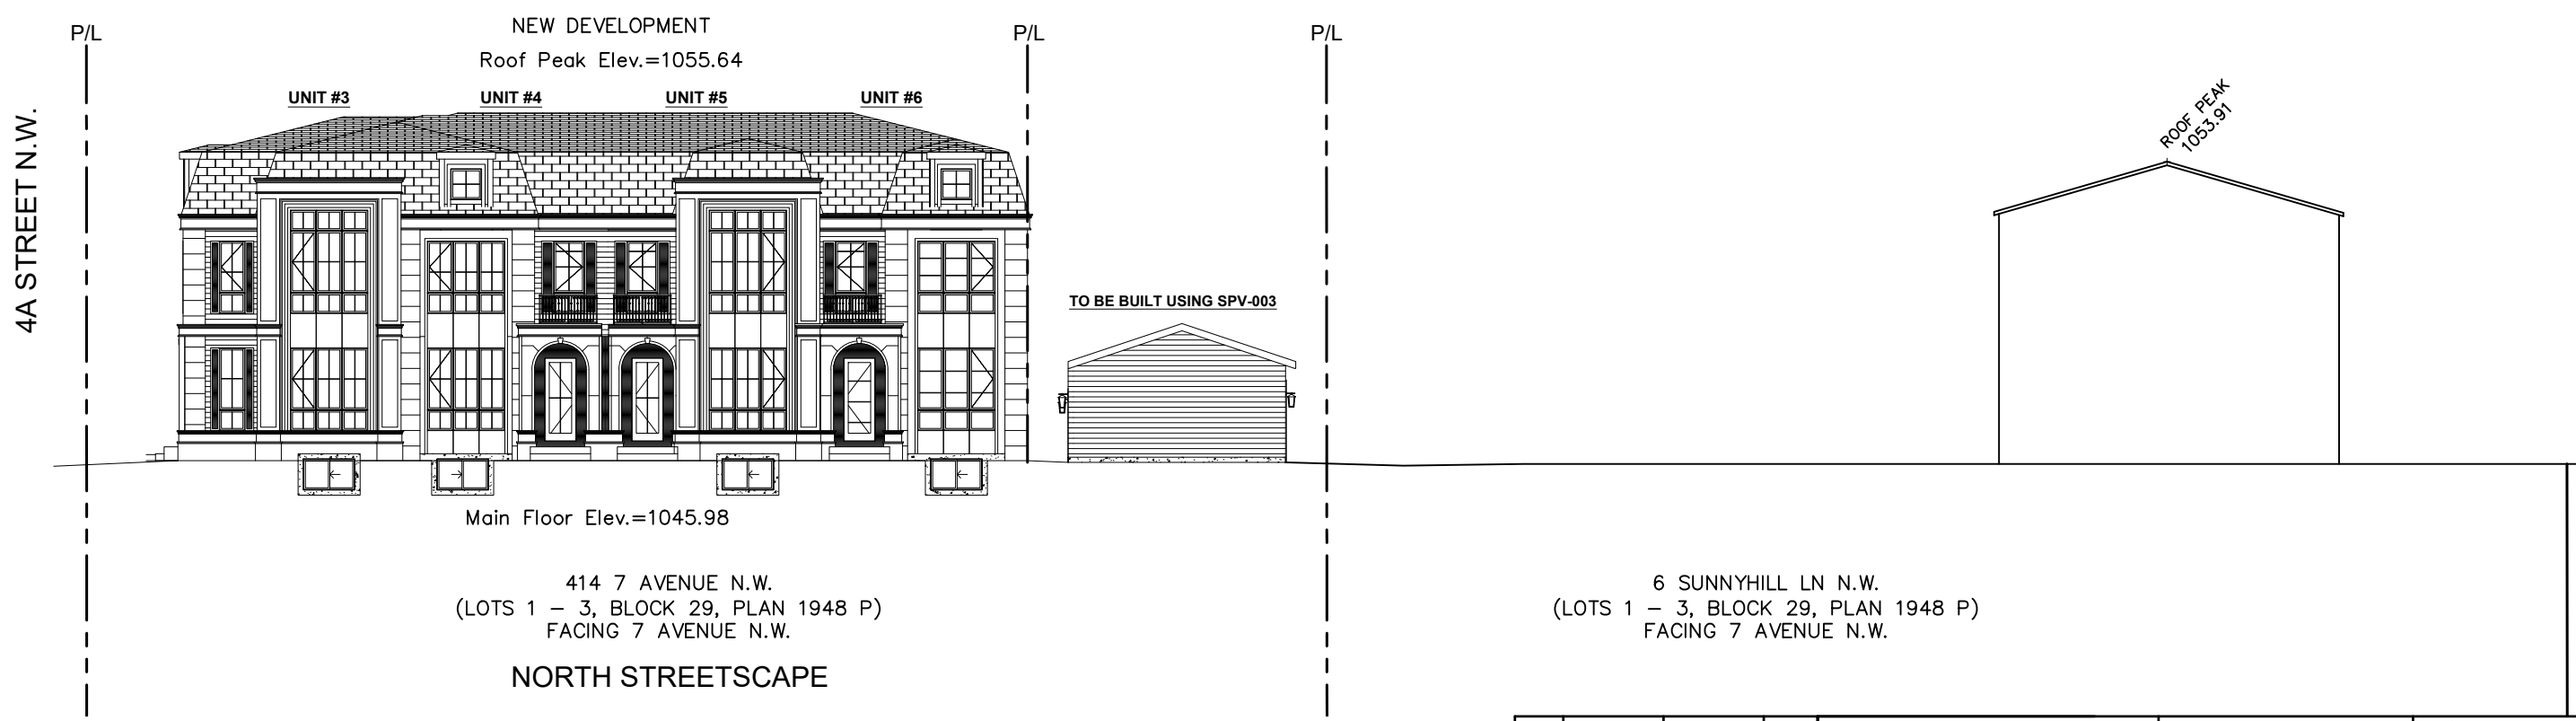 NEW DEVELOPMENT
Roof Peak Elev.=1055.64
P/L
P/L
P/L
UNIT #3
UNIT #4
UNIT #5
UNIT #6
4A STREET N.W.
ROOF PEAK
1053.91
TO BE BUILT USING SPV-003
Main Floor Elev.=1045.98
414 7 AVENUE N.W.
(LOTS 1 – 3, BLOCK 29, PLAN 1948 P)
FACING 7 AVENUE N.W.
NORTH STREETSCAPE
6 SUNNYHILL LN N.W.
(LOTS 1 – 3, BLOCK 29, PLAN 1948 P)
FACING 7 AVENUE N.W.